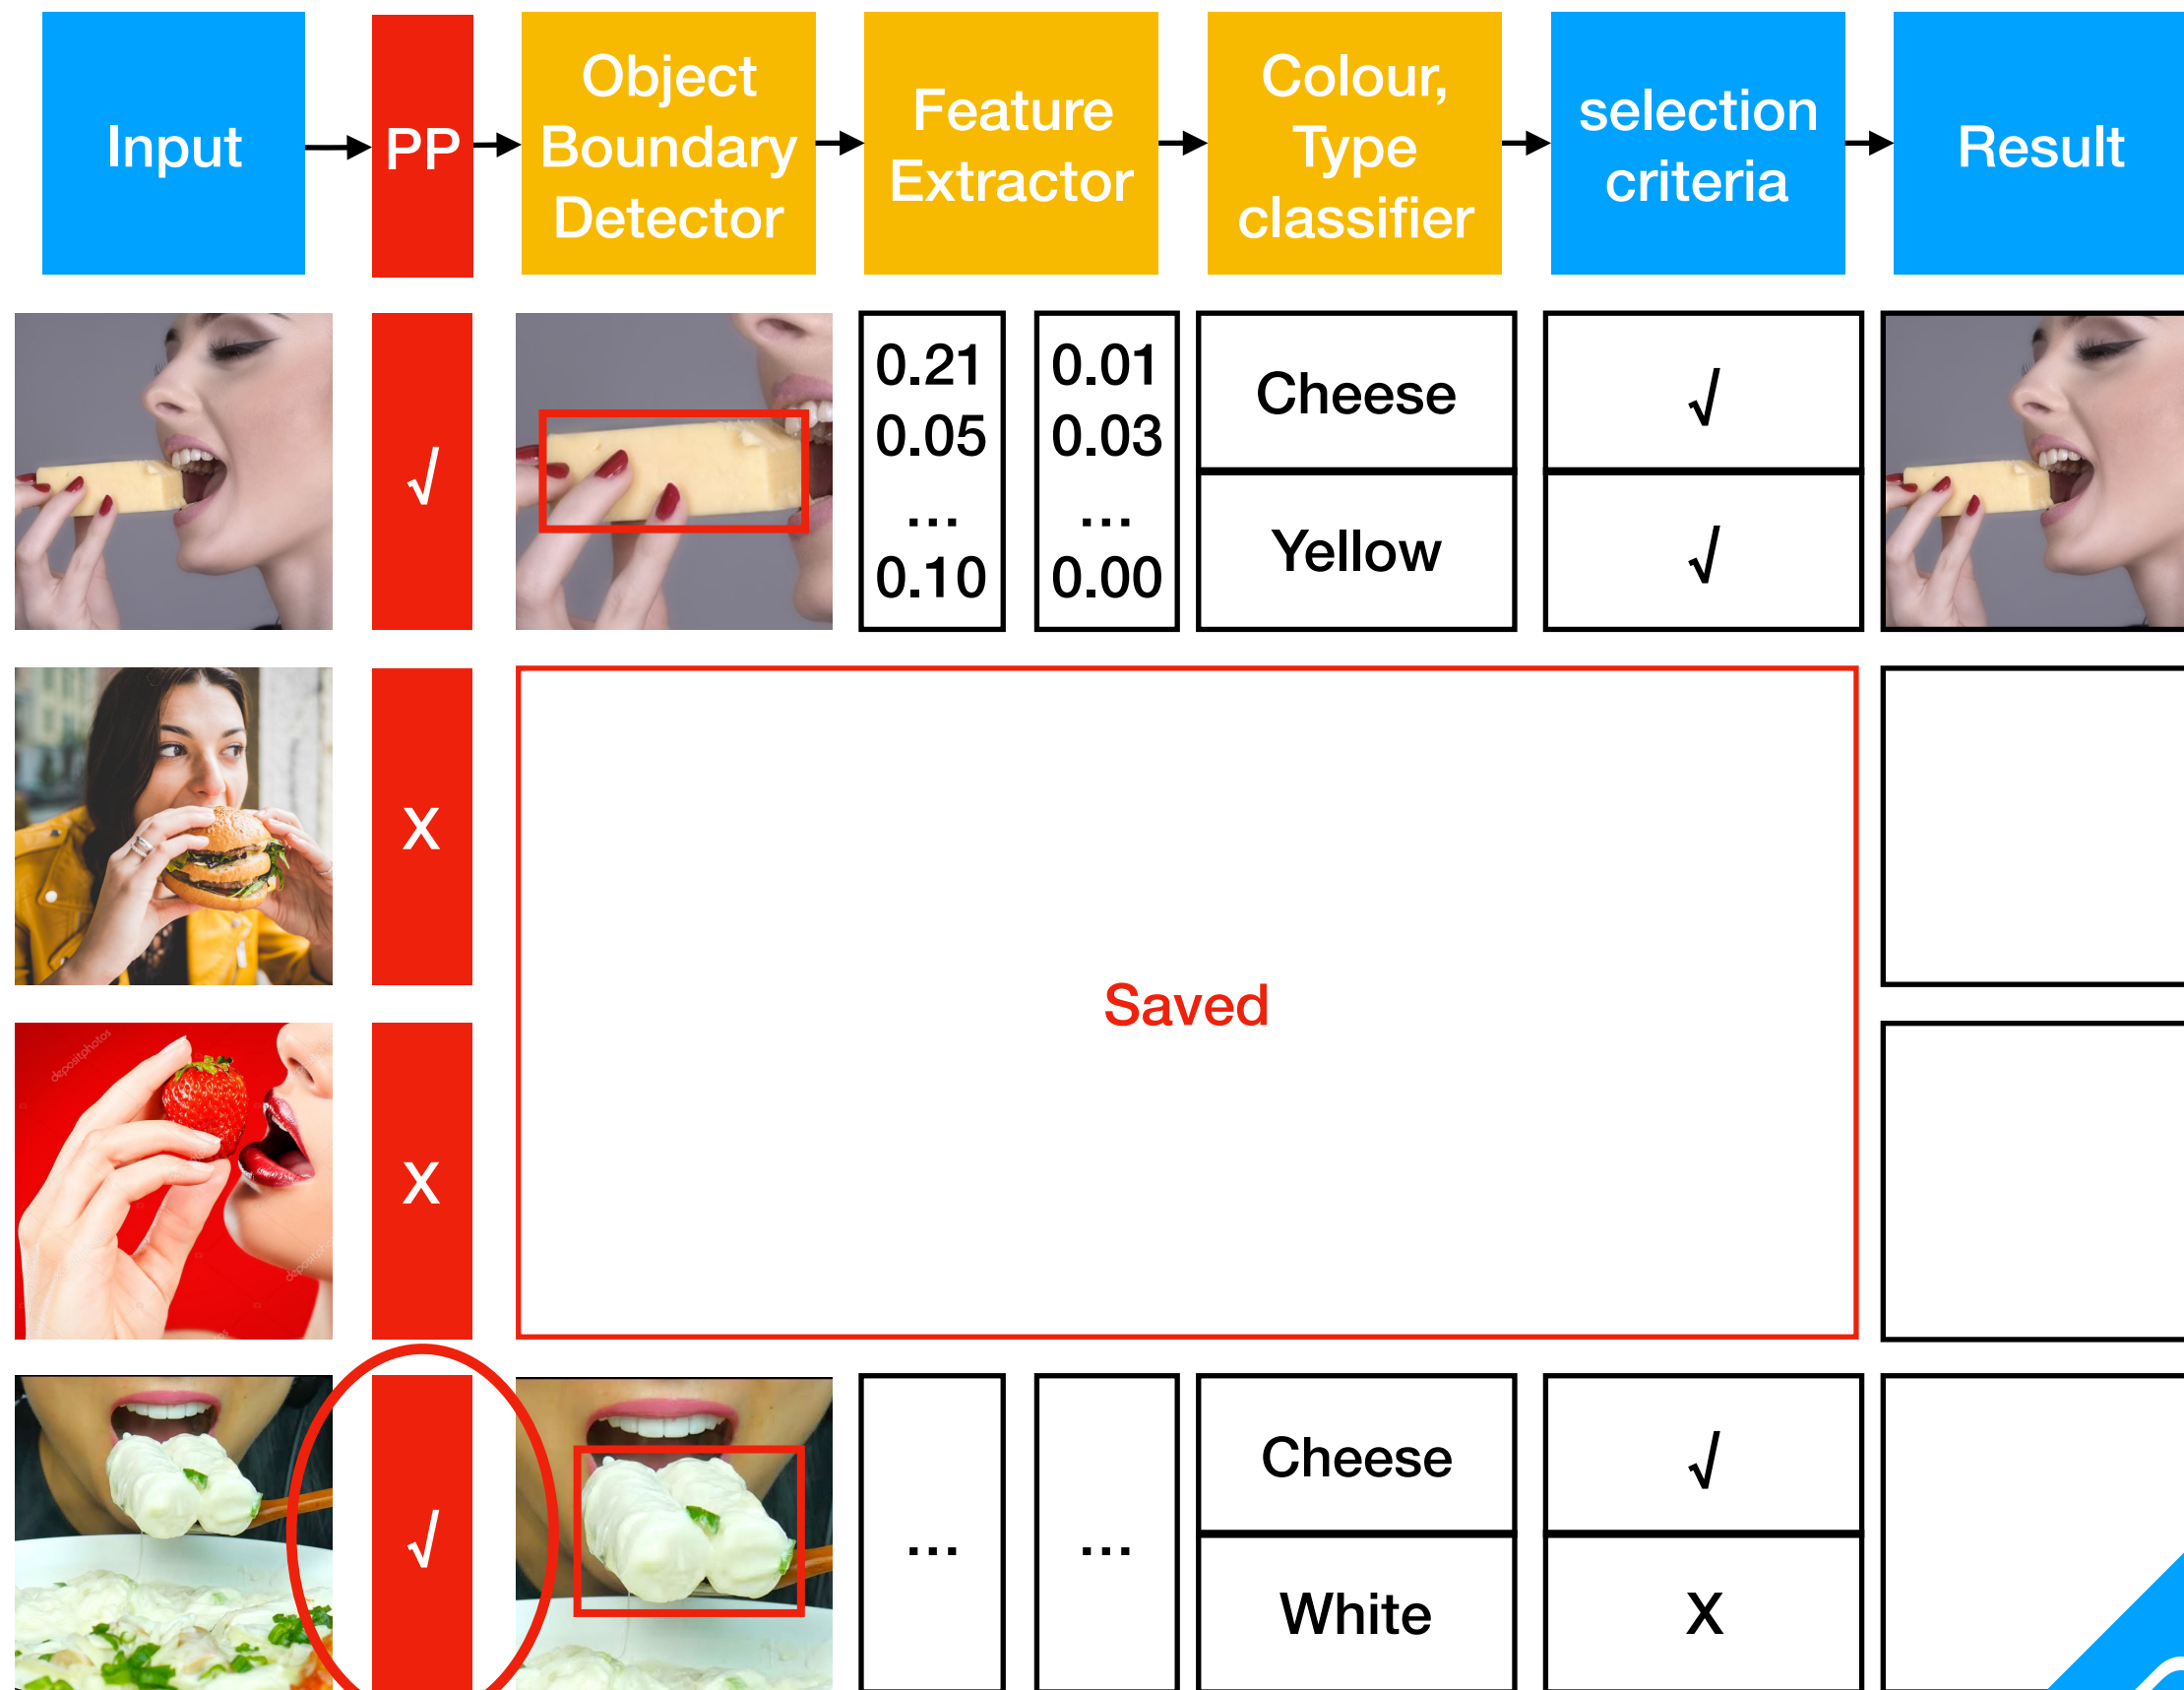 Input
PP
Object
Boundary
Detector
Feature
Extractor
Colour,
Type
classifier
selection
criteria
Result
√
0.21
0.05
...
0.10
0.01
0.03
...
0.00
Cheese
Yellow
√
√
X
Saved
depositphotos
X
√
...
...
Cheese
White
√
X